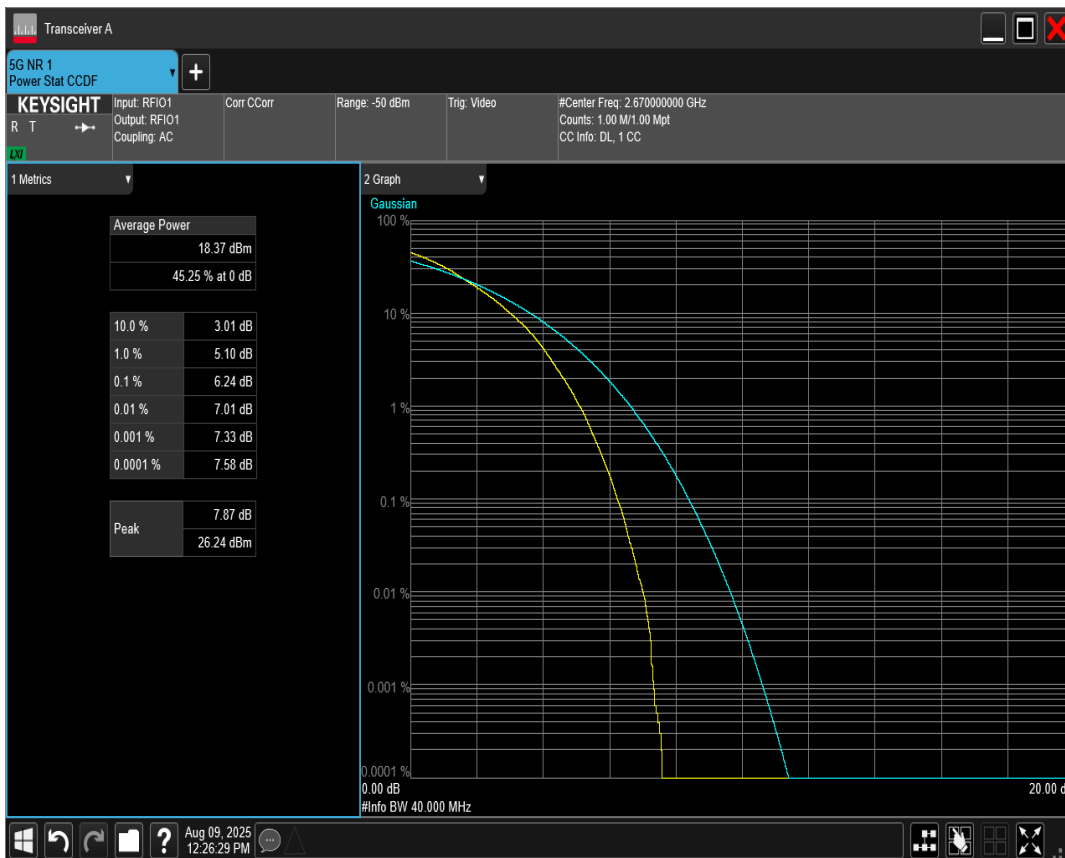 Transceiver A
5G NR 1
Power Stat CCDF
KEYSIGHT
R T
LXI
Input: RFIO1
Output: RFIO1
Coupling: AC
Corr CCorr
Range: -50 dBm
Trig: Video
#Center Freq: 2.670000000 GHz
Counts: 1.00 M/1.00 Mpt
CC Info: DL, 1 CC
1 Metrics
Average Power
18.37 dBm
45.25 % at 0 dB
10.0 % 3.01 dB
1.0 % 5.10 dB
0.1 % 6.24 dB
0.01 % 7.01 dB
0.001 % 7.33 dB
0.0001 % 7.58 dB
Peak
7.87 dB
26.24 dBm
2 Graph
Gaussian
100 %
10 %
1 %
0.1 %
0.01 %
0.001 %
0.0001 %
0.00 dB
20.00 d
#Info BW 40.000 MHz
?
Aug 09, 2025
12:26:29 PM